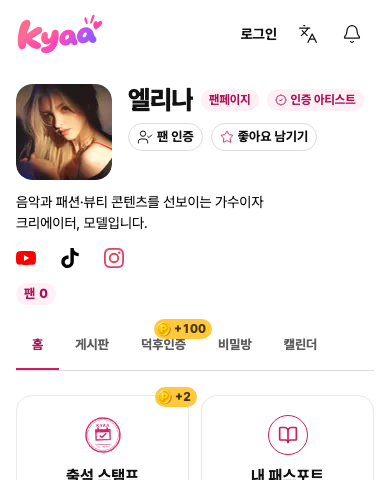 Kyaa
로그인
엘리나 팬페이지 인증 아티스트
팬 인증 좋아요 남기기
음악과 패션·뷰티 콘텐츠를 선보이는 가수이자
크리에이터, 모델입니다.
팬 0
P +100
홈 게시판 덕후인증 비밀방 캘린더
P +2
출석 스탬프 내 패스포트